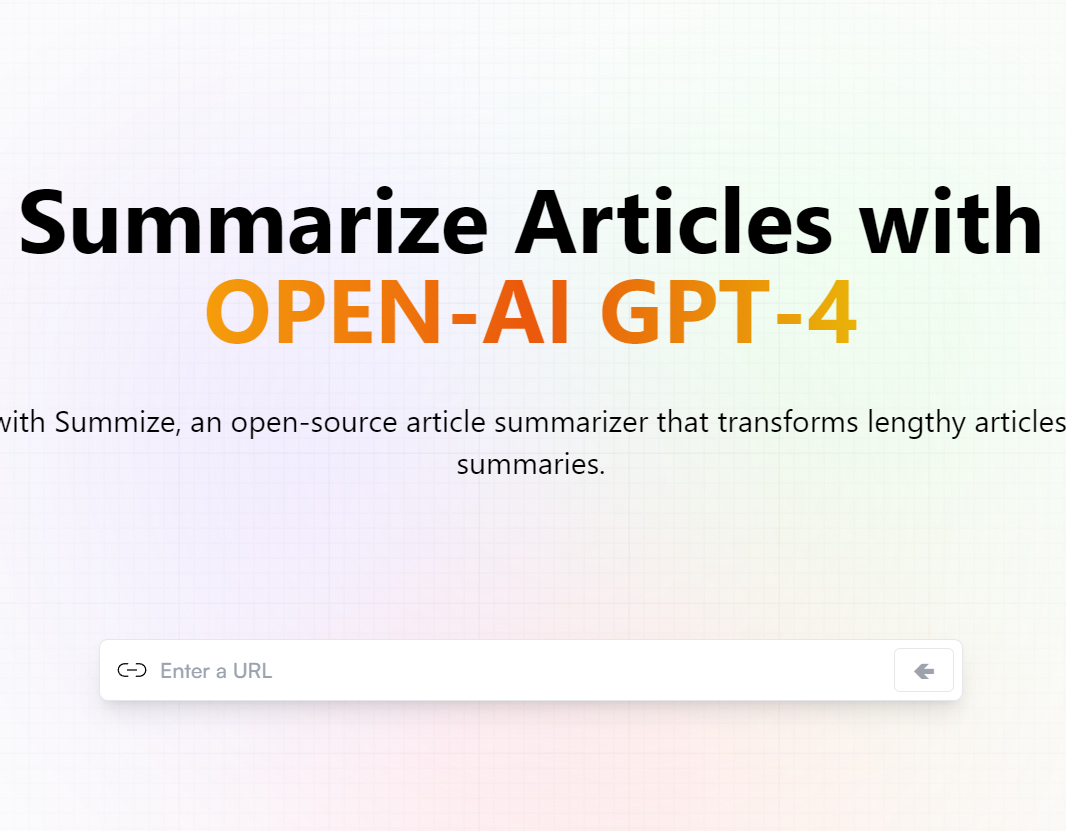 Summarize Articles with
OPEN-AI GPT-4
with Summize, an open-source article summarizer that transforms lengthy articles
summaries.
Enter a URL